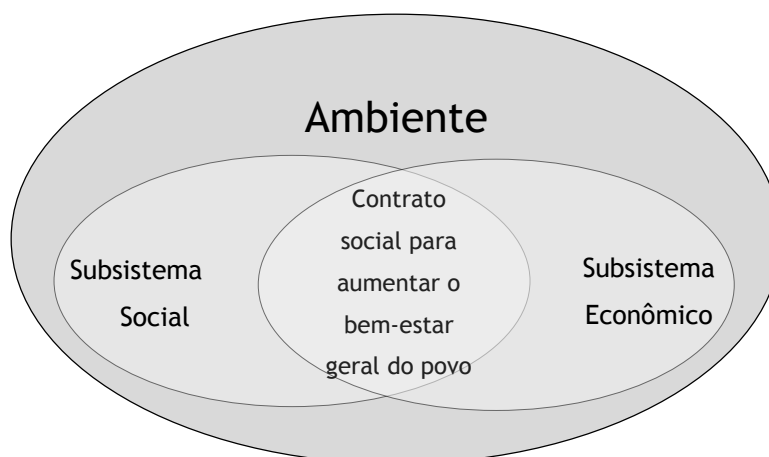 Ambiente
Contrato
social para
aumentar o
bem-estar
geral do povo
Subsistema
Social
Subsistema
Econômico